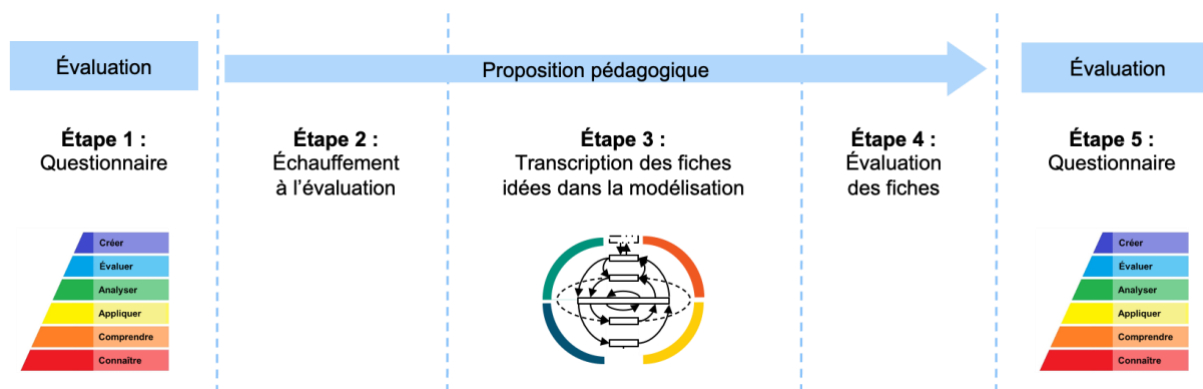 Évaluation
Proposition pédagogique
Évaluation
Étape 1 :
Questionnaire
Étape 2 :
Échauffement
à l'évaluation
Étape 3 :
Transcription des fiches
idées dans la modélisation
Étape 4 :
Évaluation
des fiches
Étape 5 :
Questionnaire
Créer
Évaluer
Analyser
Appliquer
Comprendre
Connaître
Créer
Évaluer
Analyser
Appliquer
Comprendre
Connaître